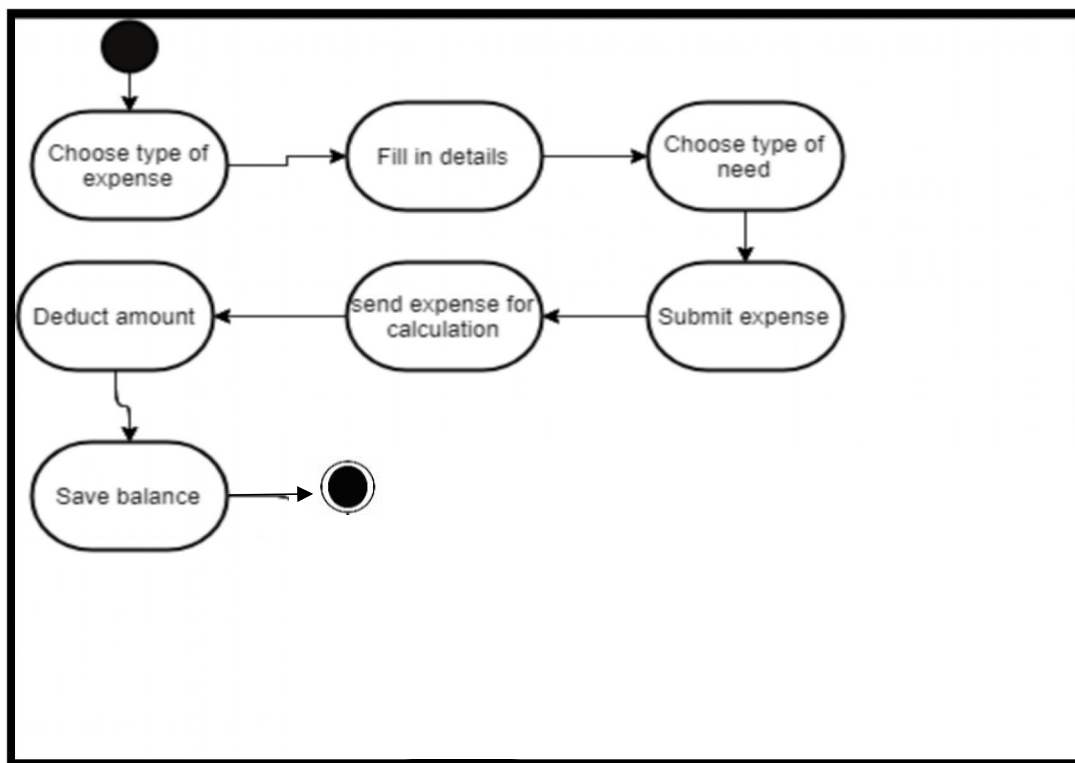 Choose type of
expense
Fill in details
Choose type of
need
Deduct amount
send expense for
calculation
Submit expense
Save balance